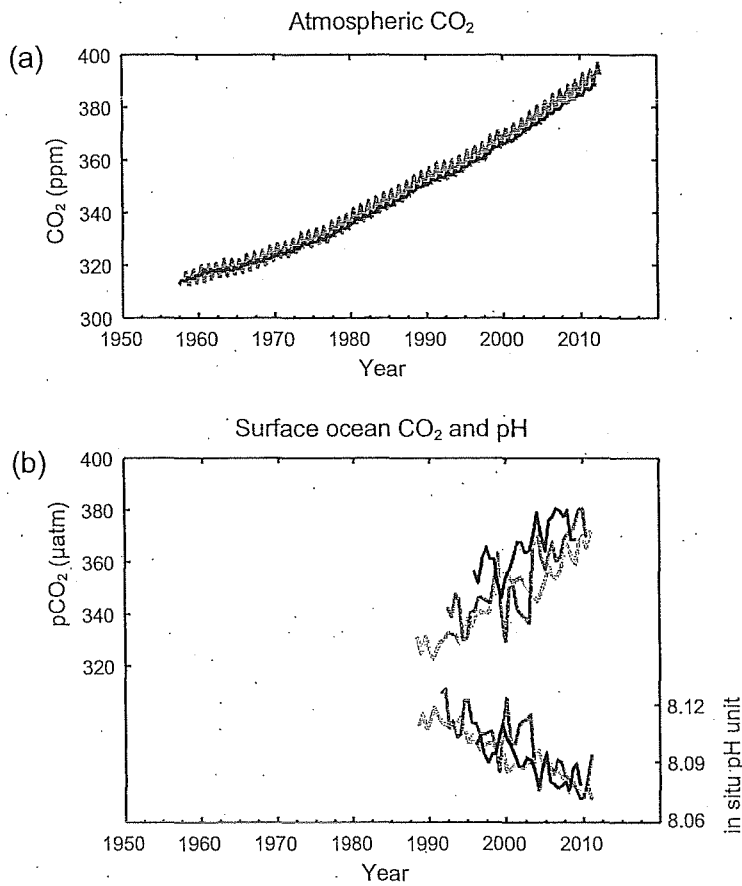 Atmospheric CO₂
(a)
400
380
360
340
320
300
CO₂ (ppm)
1950 1960 1970 1980 1990 2000 2010
Year
Surface ocean CO₂ and pH
(b)
400
380
360
340
320
pCO₂ (µatm)
8.12
8.09
8.06
in situ pH unit
1950 1960 1970 1980 1990 2000 2010
Year